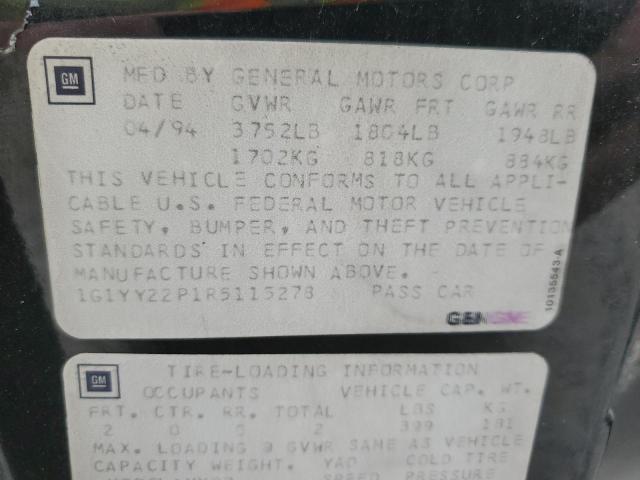 GM
MFD BY GENERAL MOTORS CORP
DATE GVWR GAWR FRT GAWR RR
04/94 3752LB 1804LB 1948LB
1702KG 818KG 884KG
THIS VEHICLE CONFORMS TO ALL APPLI-
CABLE U.S. FEDERAL MOTOR VEHICLE
SAFETY, BUMPER, AND THEFT PREVENTION
STANDARDS IN EFFECT ON THE DATE OF
MANUFACTURE SHOWN ABOVE.
1G1YY22P1R5115278 PASS CAR
GENUINE
10135543-A
GM
TIRE-LOADING INFORMATION
OCCUPANTS VEHICLE CAP. WT.
FRT. CTR. RR. TOTAL LBS KG
2 0 0 2 399 181
MAX. LOADING @ GVWR SAME AS VEHICLE
CAPACITY WEIGHT. COLD TIRE
SPEED PRESSURE